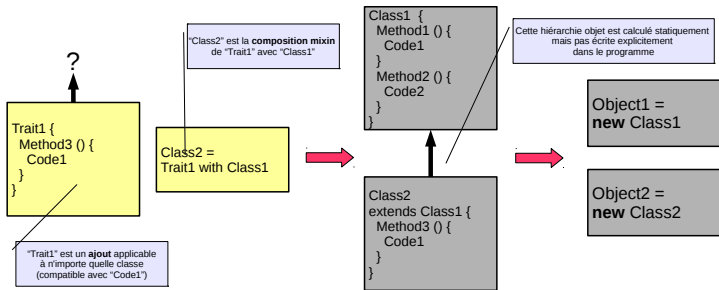 ?
Trait1 {
Method3 () {
Code1
}
}
"Trait1" est un ajout applicable
à n'importe quelle classe
(compatible avec "Code1")
"Class2" est la composition mixin
de "Trait1" avec "Class1"
Class2 =
Trait1 with Class1
Class1  {
Method1 () {
Code1
}
Method2 () {
Code2
}
}
Class2
extends Class1 {
Method3 () {
Code1
}
}
Cette hiérarchie objet est calculé statiquement
mais pas écrite explicitement
dans le programme
Object1 =
new Class1
Object2 =
new Class2